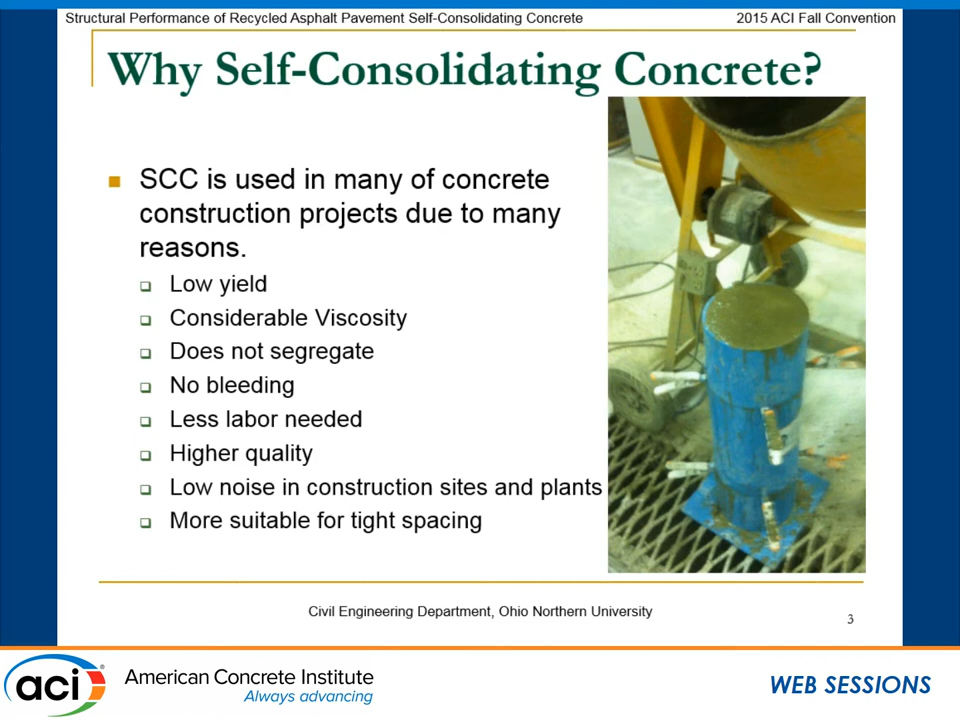 Structural Performance of Recycled Asphalt Pavement Self-Consolidating Concrete 2015 ACI Fall Convention
Why Self-Consolidating Concrete?
SCC is used in many of concrete
construction projects due to many
reasons.
Low yield
Considerable Viscosity
Does not segregate
No bleeding
Less labor needed
Higher quality
Low noise in construction sites and plants
More suitable for tight spacing
Civil Engineering Department, Ohio Northern University
3
aci®
American Concrete Institute
Always advancing
WEB SESSIONS